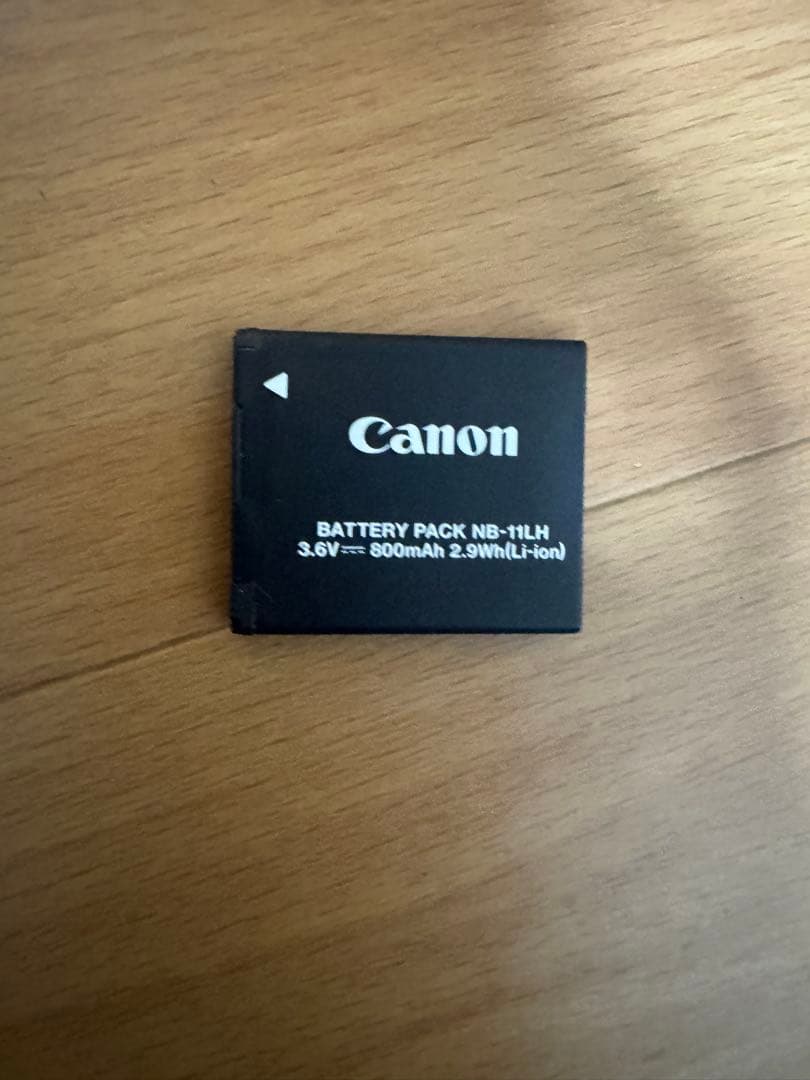 Canon
BATTERY PACK NB-11LH
3.6V⎓ 800mAh 2.9Wh(Li-ion)